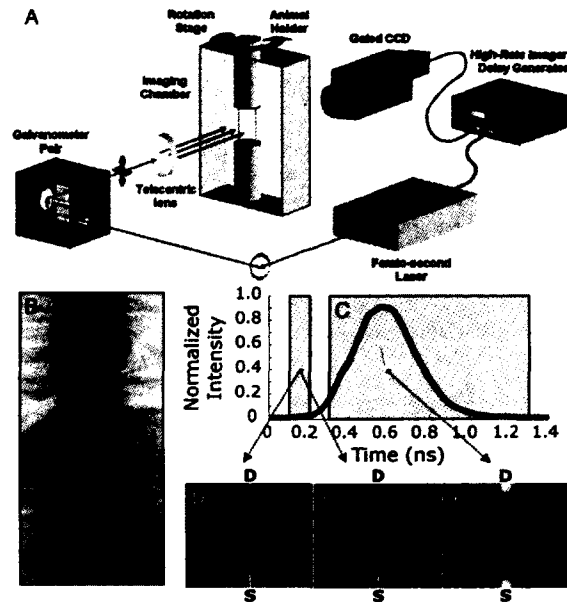 A
Rotation Stage
Animal Holder
Gated CCD
High-Rate Imager Delay Generator
Imaging Chamber
Galvanometer Pair
Telecentric lens
Femto-second Laser
B
C
Normalized Intensity
1.0
0.8
0.6
0.4
0.2
0
0 0.2 0.4 0.6 0.8 1.0 1.2 1.4
Time (ns)
D D D
S S S